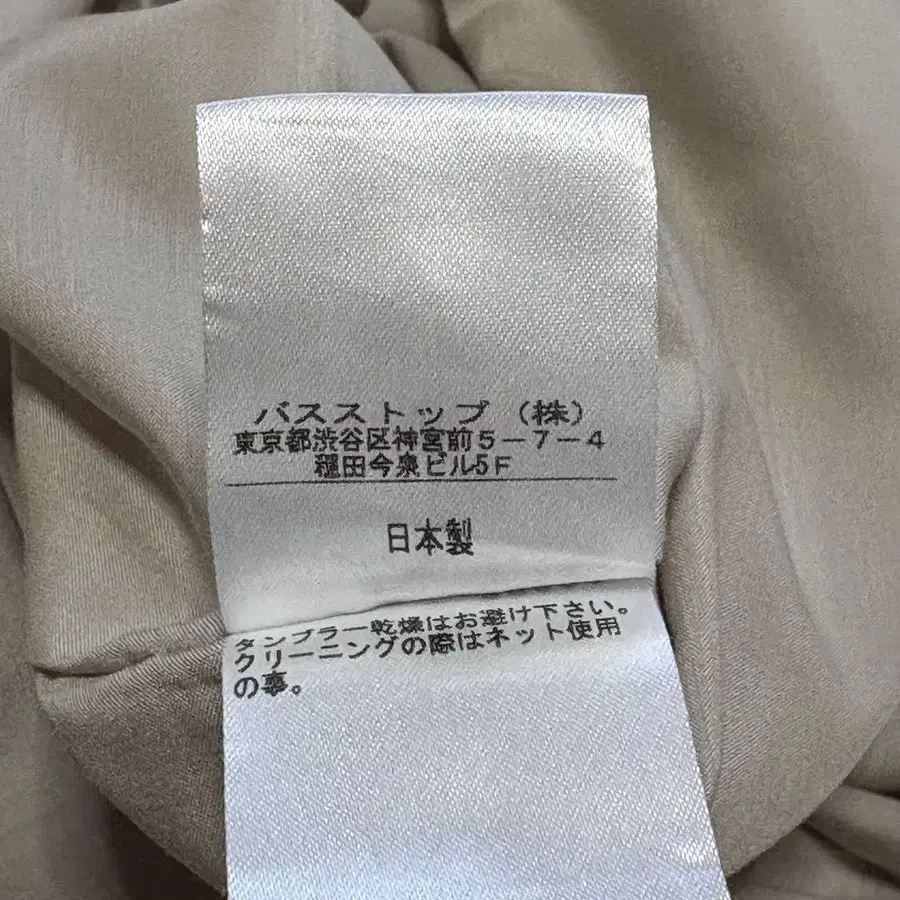 バスストップ（株）
東京都渋谷区神宮前5－7－4
穏田今泉ビル5F
日本製
タンブラー乾燥はお避け下さい。
クリーニングの際はネット使用
の事。